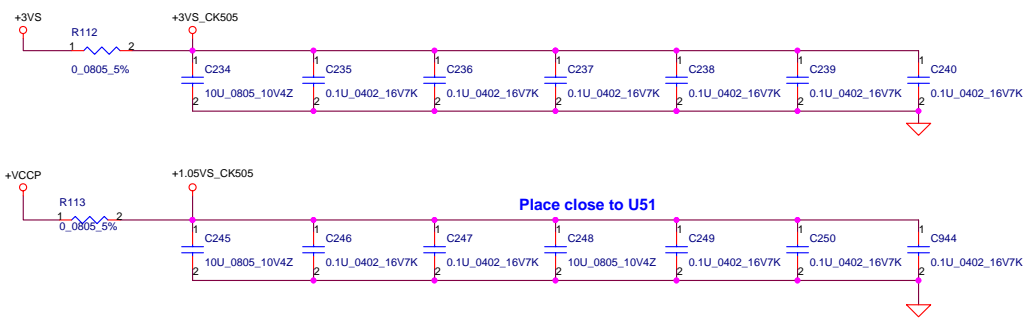 +3VS
+3VS_CK505
R112
1 2
0_0805_5%
1 1 1 1 1 1 1
C234 C235 C236 C237 C238 C239 C240
10U_0805_10V4Z 0.1U_0402_16V7K 0.1U_0402_16V7K 0.1U_0402_16V7K 0.1U_0402_16V7K 0.1U_0402_16V7K 0.1U_0402_16V7K
2 2 2 2 2 2 2
+VCCP
+1.05VS_CK505
R113
Place close to U51
1 2
0_0805_5%
1 1 1 1 1 1 1
C245 C246 C247 C248 C249 C250 C944
10U_0805_10V4Z 0.1U_0402_16V7K 0.1U_0402_16V7K 10U_0805_10V4Z 0.1U_0402_16V7K 0.1U_0402_16V7K 0.1U_0402_16V7K
2 2 2 2 2 2 2